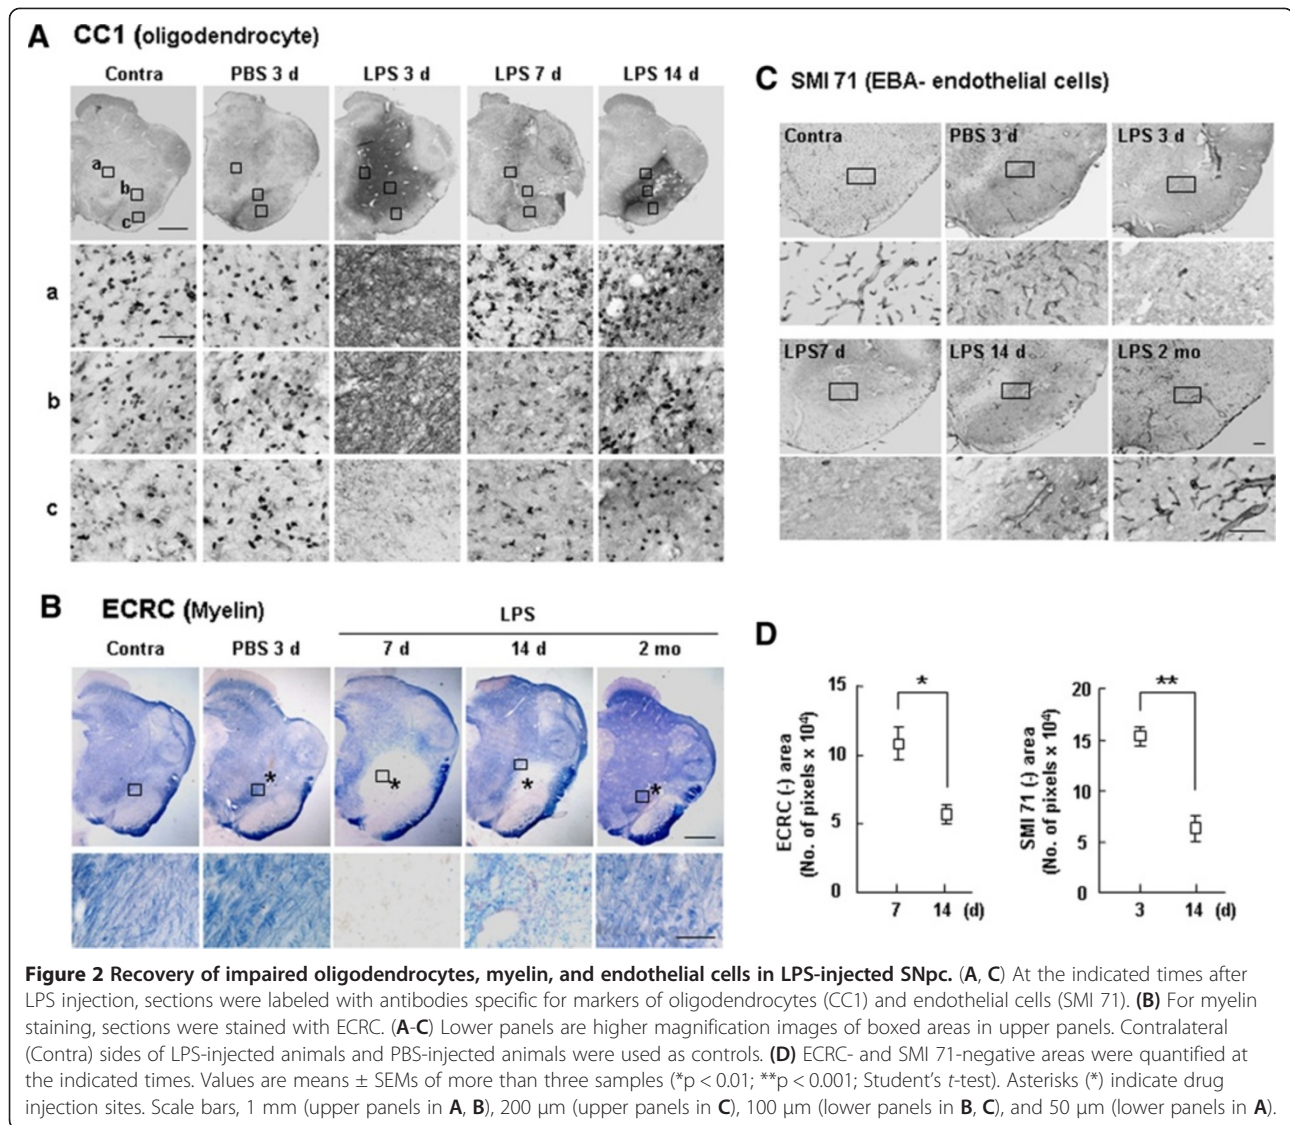 A CC1 (oligodendrocyte)
Contra PBS 3 d LPS 3 d LPS 7 d LPS 14 d
a
b
c
a
b
c
C SMI 71 (EBA- endothelial cells)
Contra PBS 3 d LPS 3 d
LPS7 d LPS 14 d LPS 2 mo
B ECRC (Myelin)
LPS
Contra PBS 3 d 7 d 14 d 2 mo
* * * *
D
ECRC (-) area
(No. of pixels x 10⁴)
15
10
5
0
*
7 14 (d)
SMI 71 (-) area
(No. of pixels x 10⁴)
20
15
10
5
0
**
3 14 (d)
Figure 2 Recovery of impaired oligodendrocytes, myelin, and endothelial cells in LPS-injected SNpc. (A, C) At the indicated times after
LPS injection, sections were labeled with antibodies specific for markers of oligodendrocytes (CC1) and endothelial cells (SMI 71). (B) For myelin
staining, sections were stained with ECRC. (A-C) Lower panels are higher magnification images of boxed areas in upper panels. Contralateral
(Contra) sides of LPS-injected animals and PBS-injected animals were used as controls. (D) ECRC- and SMI 71-negative areas were quantified at
the indicated times. Values are means ± SEMs of more than three samples (*p < 0.01; **p < 0.001; Student's t-test). Asterisks (*) indicate drug
injection sites. Scale bars, 1 mm (upper panels in A, B), 200 μm (upper panels in C), 100 μm (lower panels in B, C), and 50 μm (lower panels in A).